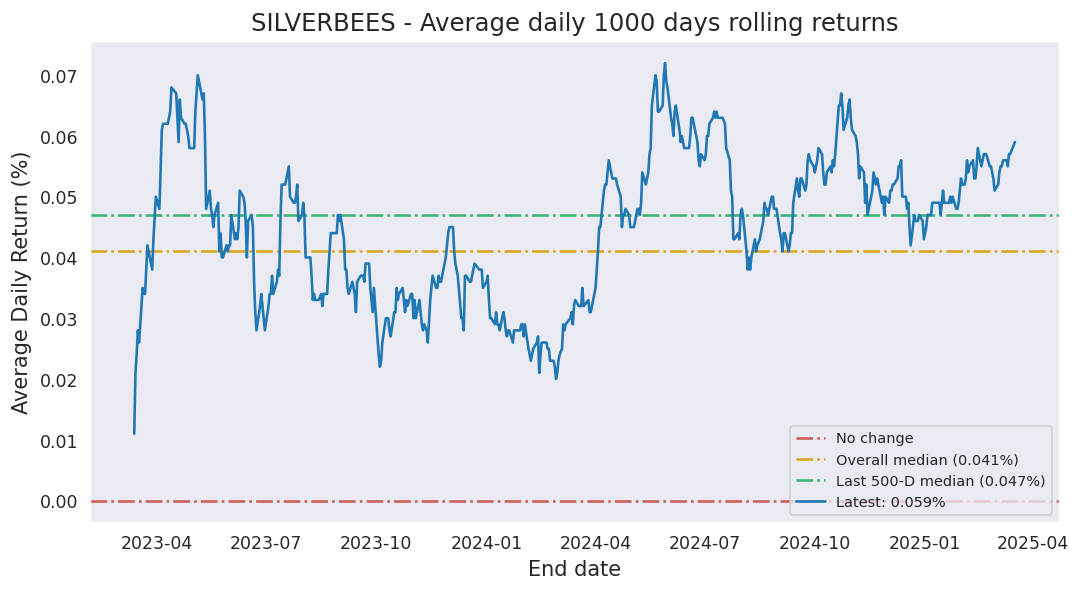 SILVERBEES - Average daily 1000 days rolling returns
Average Daily Return (%)
0.07
0.06
0.05
0.04
0.03
0.02
0.01
0.00
No change
Overall median (0.041%)
Last 500-D median (0.047%)
Latest: 0.059%
2023-04 2023-07 2023-10 2024-01 2024-04 2024-07 2024-10 2025-01 2025-04
End date